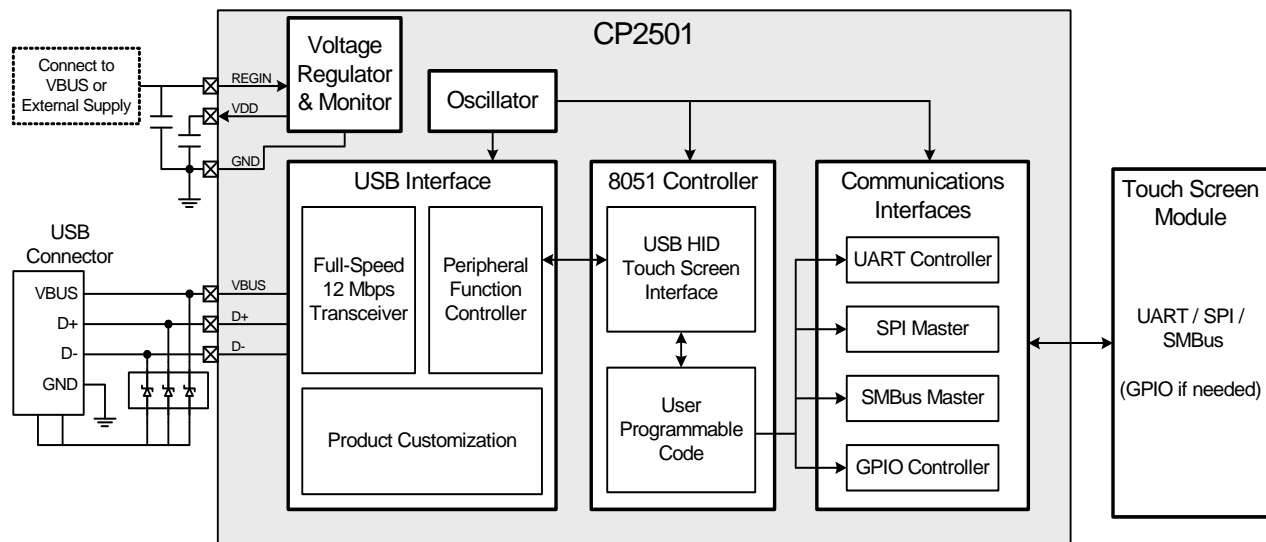 CP2501
Connect to
VBUS or
External Supply
REGIN
VDD
GND
Voltage
Regulator
& Monitor
Oscillator
USB
Connector
VBUS
D+
D-
GND
VBUS
D+
D-
USB Interface
Full-Speed
12 Mbps
Transceiver
Peripheral
Function
Controller
Product Customization
8051 Controller
USB HID
Touch Screen
Interface
User
Programmable
Code
Communications
Interfaces
UART Controller
SPI Master
SMBus Master
GPIO Controller
Touch Screen
Module
UART / SPI /
SMBus
(GPIO if needed)